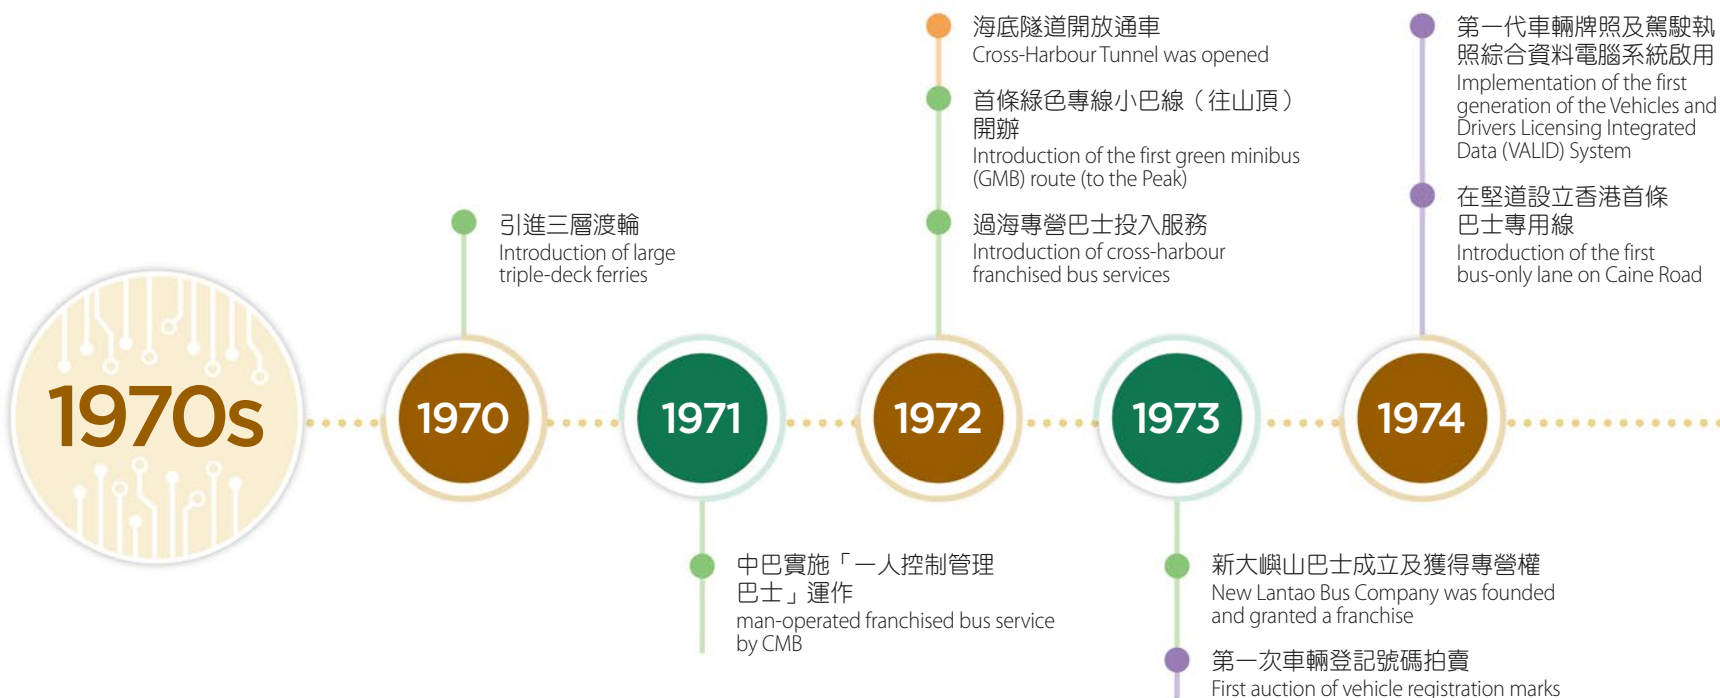 1970s
1970
引進三層渡輪
Introduction of large
triple-deck ferries
1971
中巴實施「一人控制管理
巴士」運作
man-operated franchised bus service
by CMB
1972
海底隧道開放通車
Cross-Harbour Tunnel was opened
首條綠色專線小巴線（往山頂）
開辦
Introduction of the first green minibus
(GMB) route (to the Peak)
過海專營巴士投入服務
Introduction of cross-harbour
franchised bus services
1973
新大嶼山巴士成立及獲得專營權
New Lantao Bus Company was founded
and granted a franchise
第一次車輛登記號碼拍賣
First auction of vehicle registration marks
1974
第一代車輛牌照及駕駛執
照綜合資料電腦系統啟用
Implementation of the first
generation of the Vehicles and
Drivers Licensing Integrated
Data (VALID) System
在堅道設立香港首條
巴士專用線
Introduction of the first
bus-only lane on Caine Road